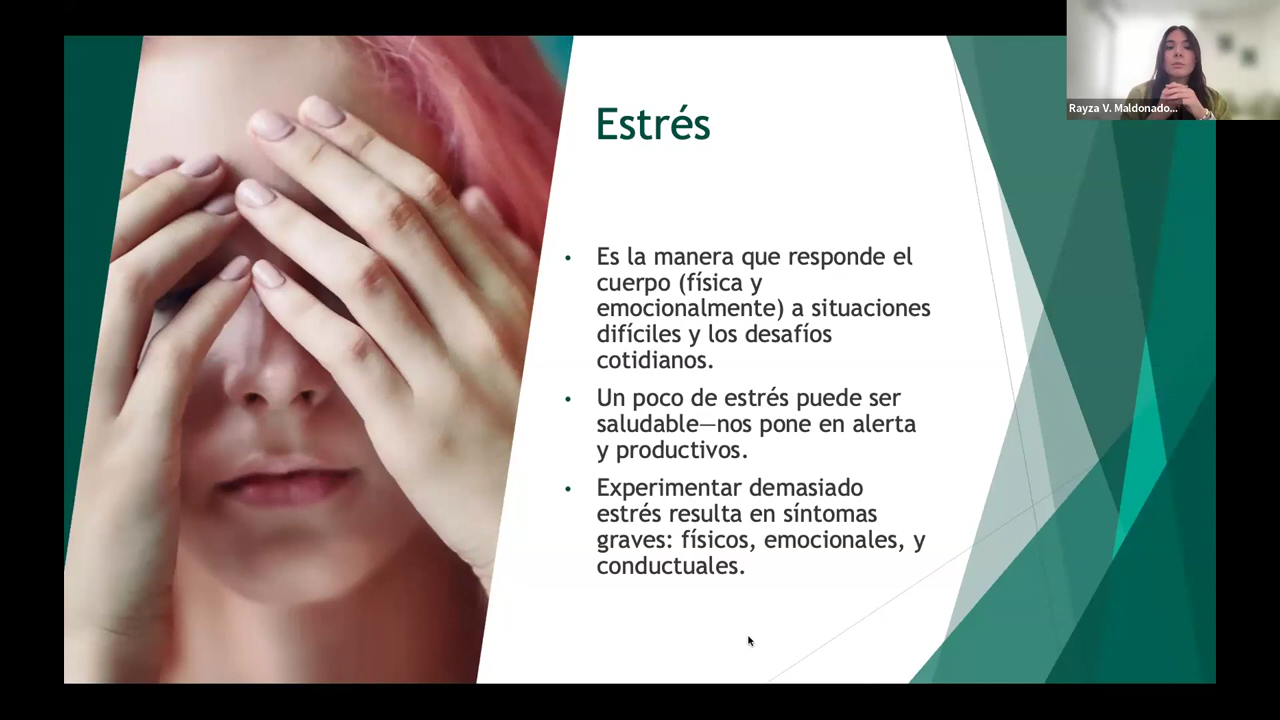 Estrés
Rayza V. Maldonado...
• Es la manera que responde el
cuerpo (física y
emocionalmente) a situaciones
difíciles y los desafíos
cotidianos.
• Un poco de estrés puede ser
saludable—nos pone en alerta
y productivos.
• Experimentar demasiado
estrés resulta en síntomas
graves: físicos, emocionales, y
conductuales.